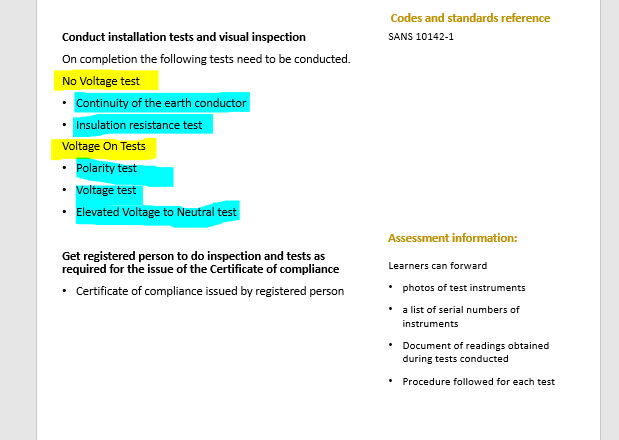 Conduct installation tests and visual inspection
On completion the following tests need to be conducted.
No Voltage test
• Continuity of the earth conductor
• Insulation resistance test
Voltage On Tests
• Polarity test
• Voltage test
• Elevated Voltage to Neutral test
Get registered person to do inspection and tests as
required for the issue of the Certificate of compliance
• Certificate of compliance issued by registered person
Codes and standards reference
SANS 10142-1
Assessment information:
Learners can forward
• photos of test instruments
• a list of serial numbers of
instruments
• Document of readings obtained
during tests conducted
• Procedure followed for each test